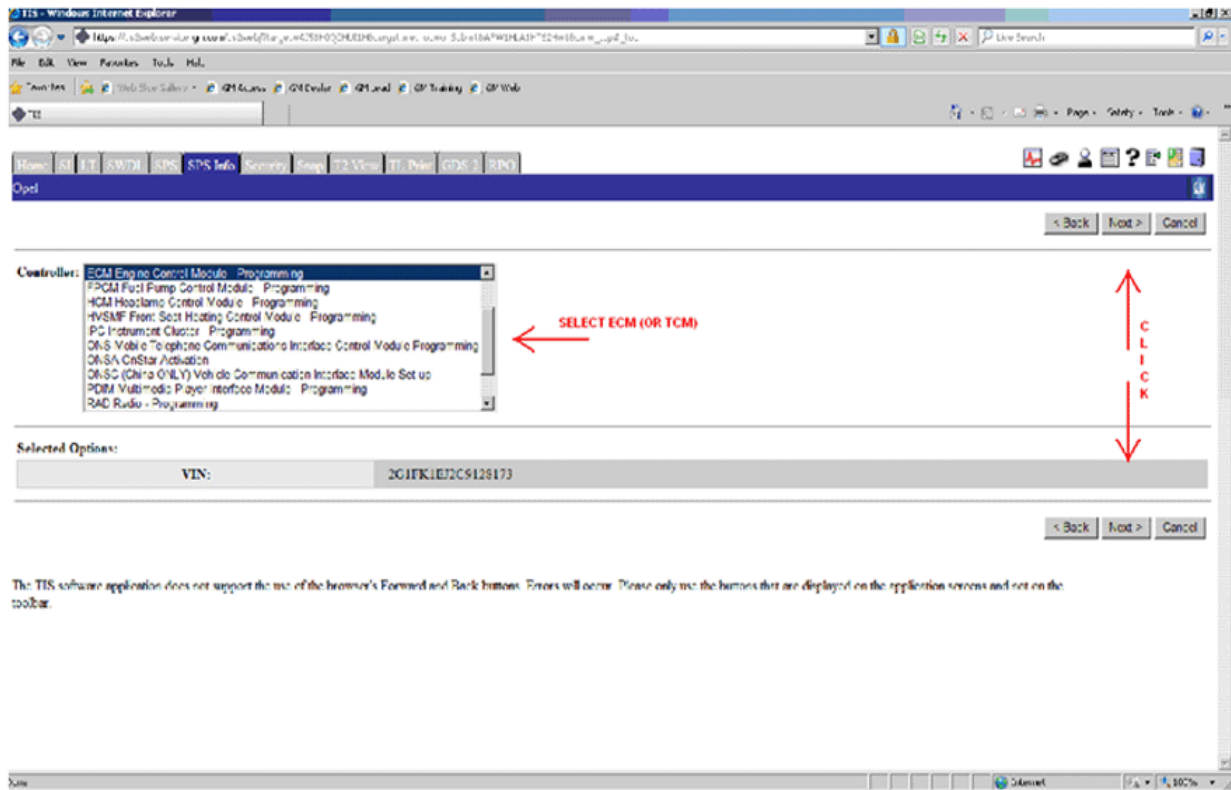 TIS - Windows Internet Explorer
Live Search
File Edit View Favorites Tools Help
Favorites Web Slice Gallery GM Access GM Dealer GM Lead GM Training GM Web
TIS
Page Safety Tools
Home SI LT SWDL SPS SPS Info Security Snap T2 View TL Print GDS 2 RPO
Opel
< Back Next > Cancel
Controller: ECM Engine Control Module - Programming
FPCM Fuel Pump Control Module - Programming
HCM Headlamp Control Module - Programming
HVSMF Front Seat Heating Control Module - Programming
IPC Instrument Cluster - Programming
ONS Mobile Telephone Communications Interface Control Module Programming
ONSA OnStar Activation
ONSC (China ONLY) Vehicle Communication Interface Module Set up
PDIM Multimedia Player Interface Module - Programming
RAD Radio - Programming
SELECT ECM (OR TCM)
CLICK
Selected Options:
VIN: 2G1FK1EJ2C9128173
< Back Next > Cancel
The TIS software application does not support the use of the browser's Forward and Back buttons. Errors will occur. Please only use the buttons that are displayed on the application screens and not on the
toolbar.
Done Internet 100%